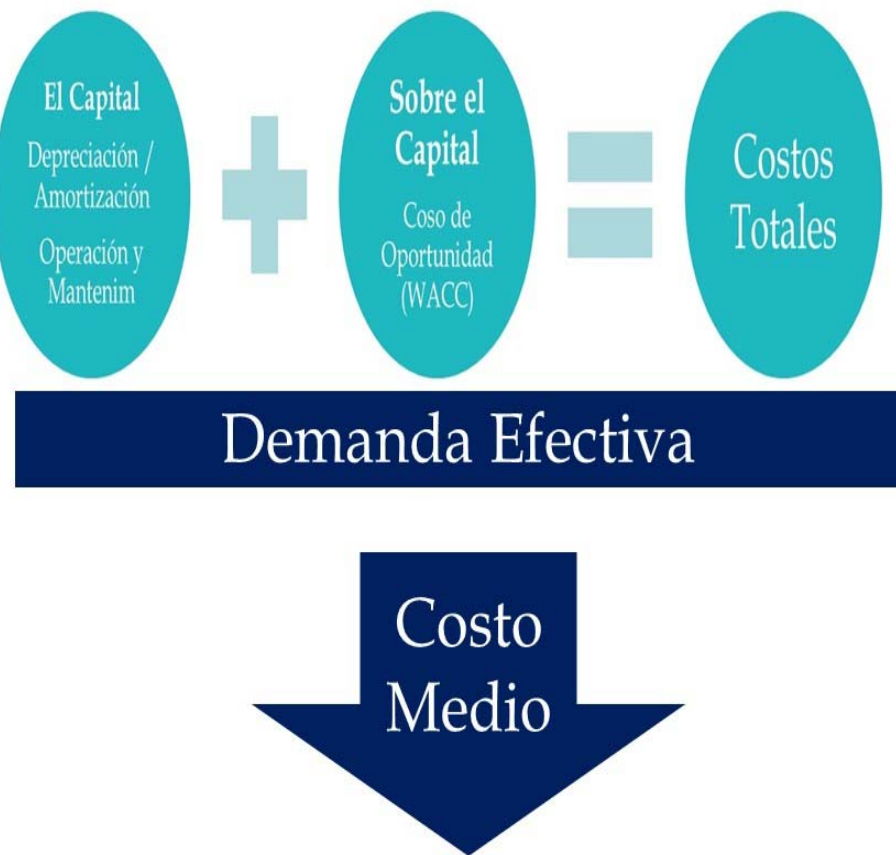 El Capital
Depreciación /
Amortización
Operación y
Mantenim
Sobre el
Capital
Coso de
Oportunidad
(WACC)
Costos
Totales
Demanda Efectiva
Costo
Medio